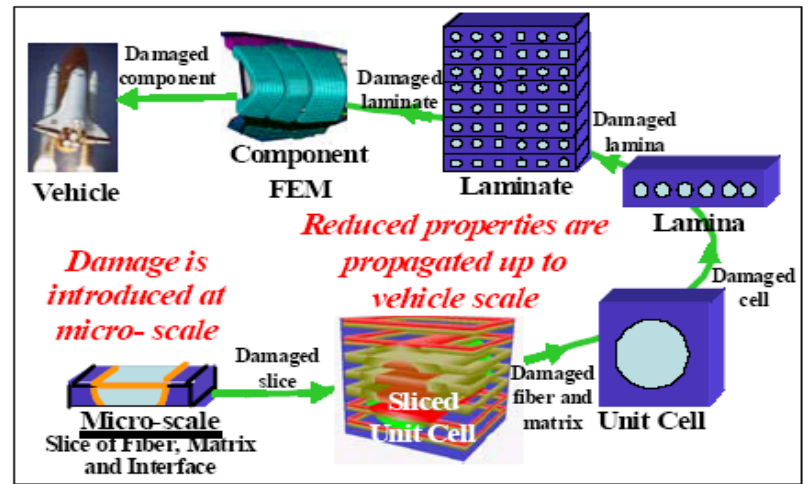 Damaged
component
Vehicle
Component
FEM
Damaged
laminate
Laminate
Damaged
lamina
Lamina
Damage is
introduced at
micro- scale
Reduced properties are
propagated up to
vehicle scale
Damaged
cell
Damaged
slice
Micro-scale
Slice of Fiber, Matrix
and Interface
Sliced
Unit Cell
Damaged
fiber and
matrix
Unit Cell